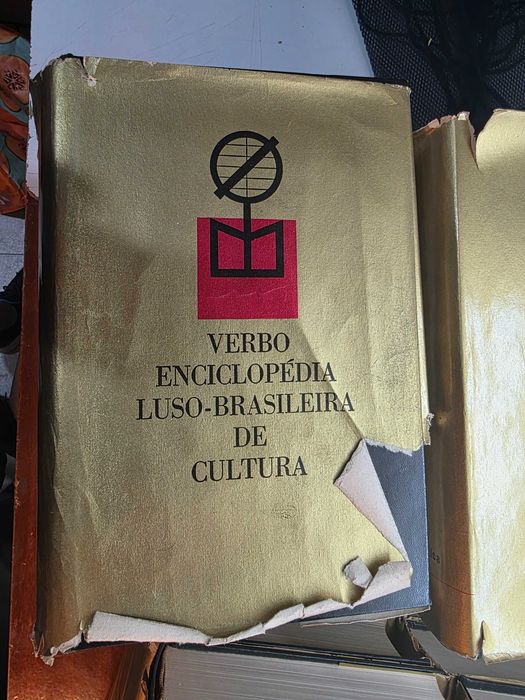 VERBO
ENCICLOPÉDIA
LUSO-BRASILEIRA
DE
CULTURA